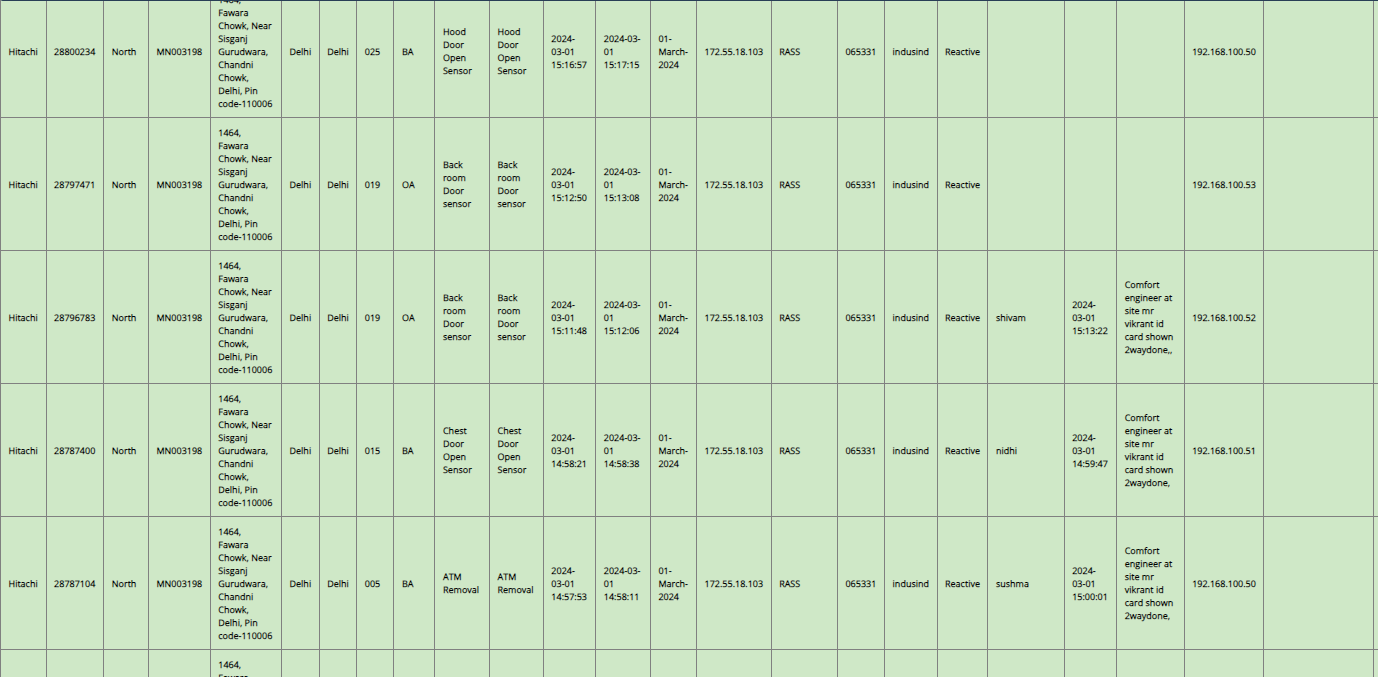 Hitachi
28800234
North
MN003198
1464,
Fawara
Chowk, Near
Sisganj
Gurudwara,
Chandni
Chowk,
Delhi, Pin
code-110006
Delhi
Delhi
025
BA
Hood
Door
Open
Sensor
Hood
Door
Open
Sensor
2024-
03-01
15:16:57
2024-03-
01
15:17:15
01-
March-
2024
172.55.18.103
RASS
065331
indusind
Reactive
192.168.100.50
Hitachi
28797471
North
MN003198
1464,
Fawara
Chowk, Near
Sisganj
Gurudwara,
Chandni
Chowk,
Delhi, Pin
code-110006
Delhi
Delhi
019
OA
Back
room
Door
sensor
Back
room
Door
sensor
2024-
03-01
15:12:50
2024-03-
01
15:13:08
01-
March-
2024
172.55.18.103
RASS
065331
indusind
Reactive
192.168.100.53
Hitachi
28796783
North
MN003198
1464,
Fawara
Chowk, Near
Sisganj
Gurudwara,
Chandni
Chowk,
Delhi, Pin
code-110006
Delhi
Delhi
019
OA
Back
room
Door
sensor
Back
room
Door
sensor
2024-
03-01
15:11:48
2024-03-
01
15:12:06
01-
March-
2024
172.55.18.103
RASS
065331
indusind
Reactive
shivam
2024-
03-01
15:13:22
Comfort
engineer at
site mr
vikrant id
card shown
2waydone,,
192.168.100.52
Hitachi
28787400
North
MN003198
1464,
Fawara
Chowk, Near
Sisganj
Gurudwara,
Chandni
Chowk,
Delhi, Pin
code-110006
Delhi
Delhi
015
BA
Chest
Door
Open
Sensor
Chest
Door
Open
Sensor
2024-
03-01
14:58:21
2024-03-
01
14:58:38
01-
March-
2024
172.55.18.103
RASS
065331
indusind
Reactive
nidhi
2024-
03-01
14:59:47
Comfort
engineer at
site mr
vikrant id
card shown
2waydone,
192.168.100.51
Hitachi
28787104
North
MN003198
1464,
Fawara
Chowk, Near
Sisganj
Gurudwara,
Chandni
Chowk,
Delhi, Pin
code-110006
Delhi
Delhi
005
BA
ATM
Removal
ATM
Removal
2024-
03-01
14:57:53
2024-03-
01
14:58:11
01-
March-
2024
172.55.18.103
RASS
065331
indusind
Reactive
sushma
2024-
03-01
15:00:01
Comfort
engineer at
site mr
vikrant id
card shown
2waydone,
192.168.100.50
1464,
Fawara